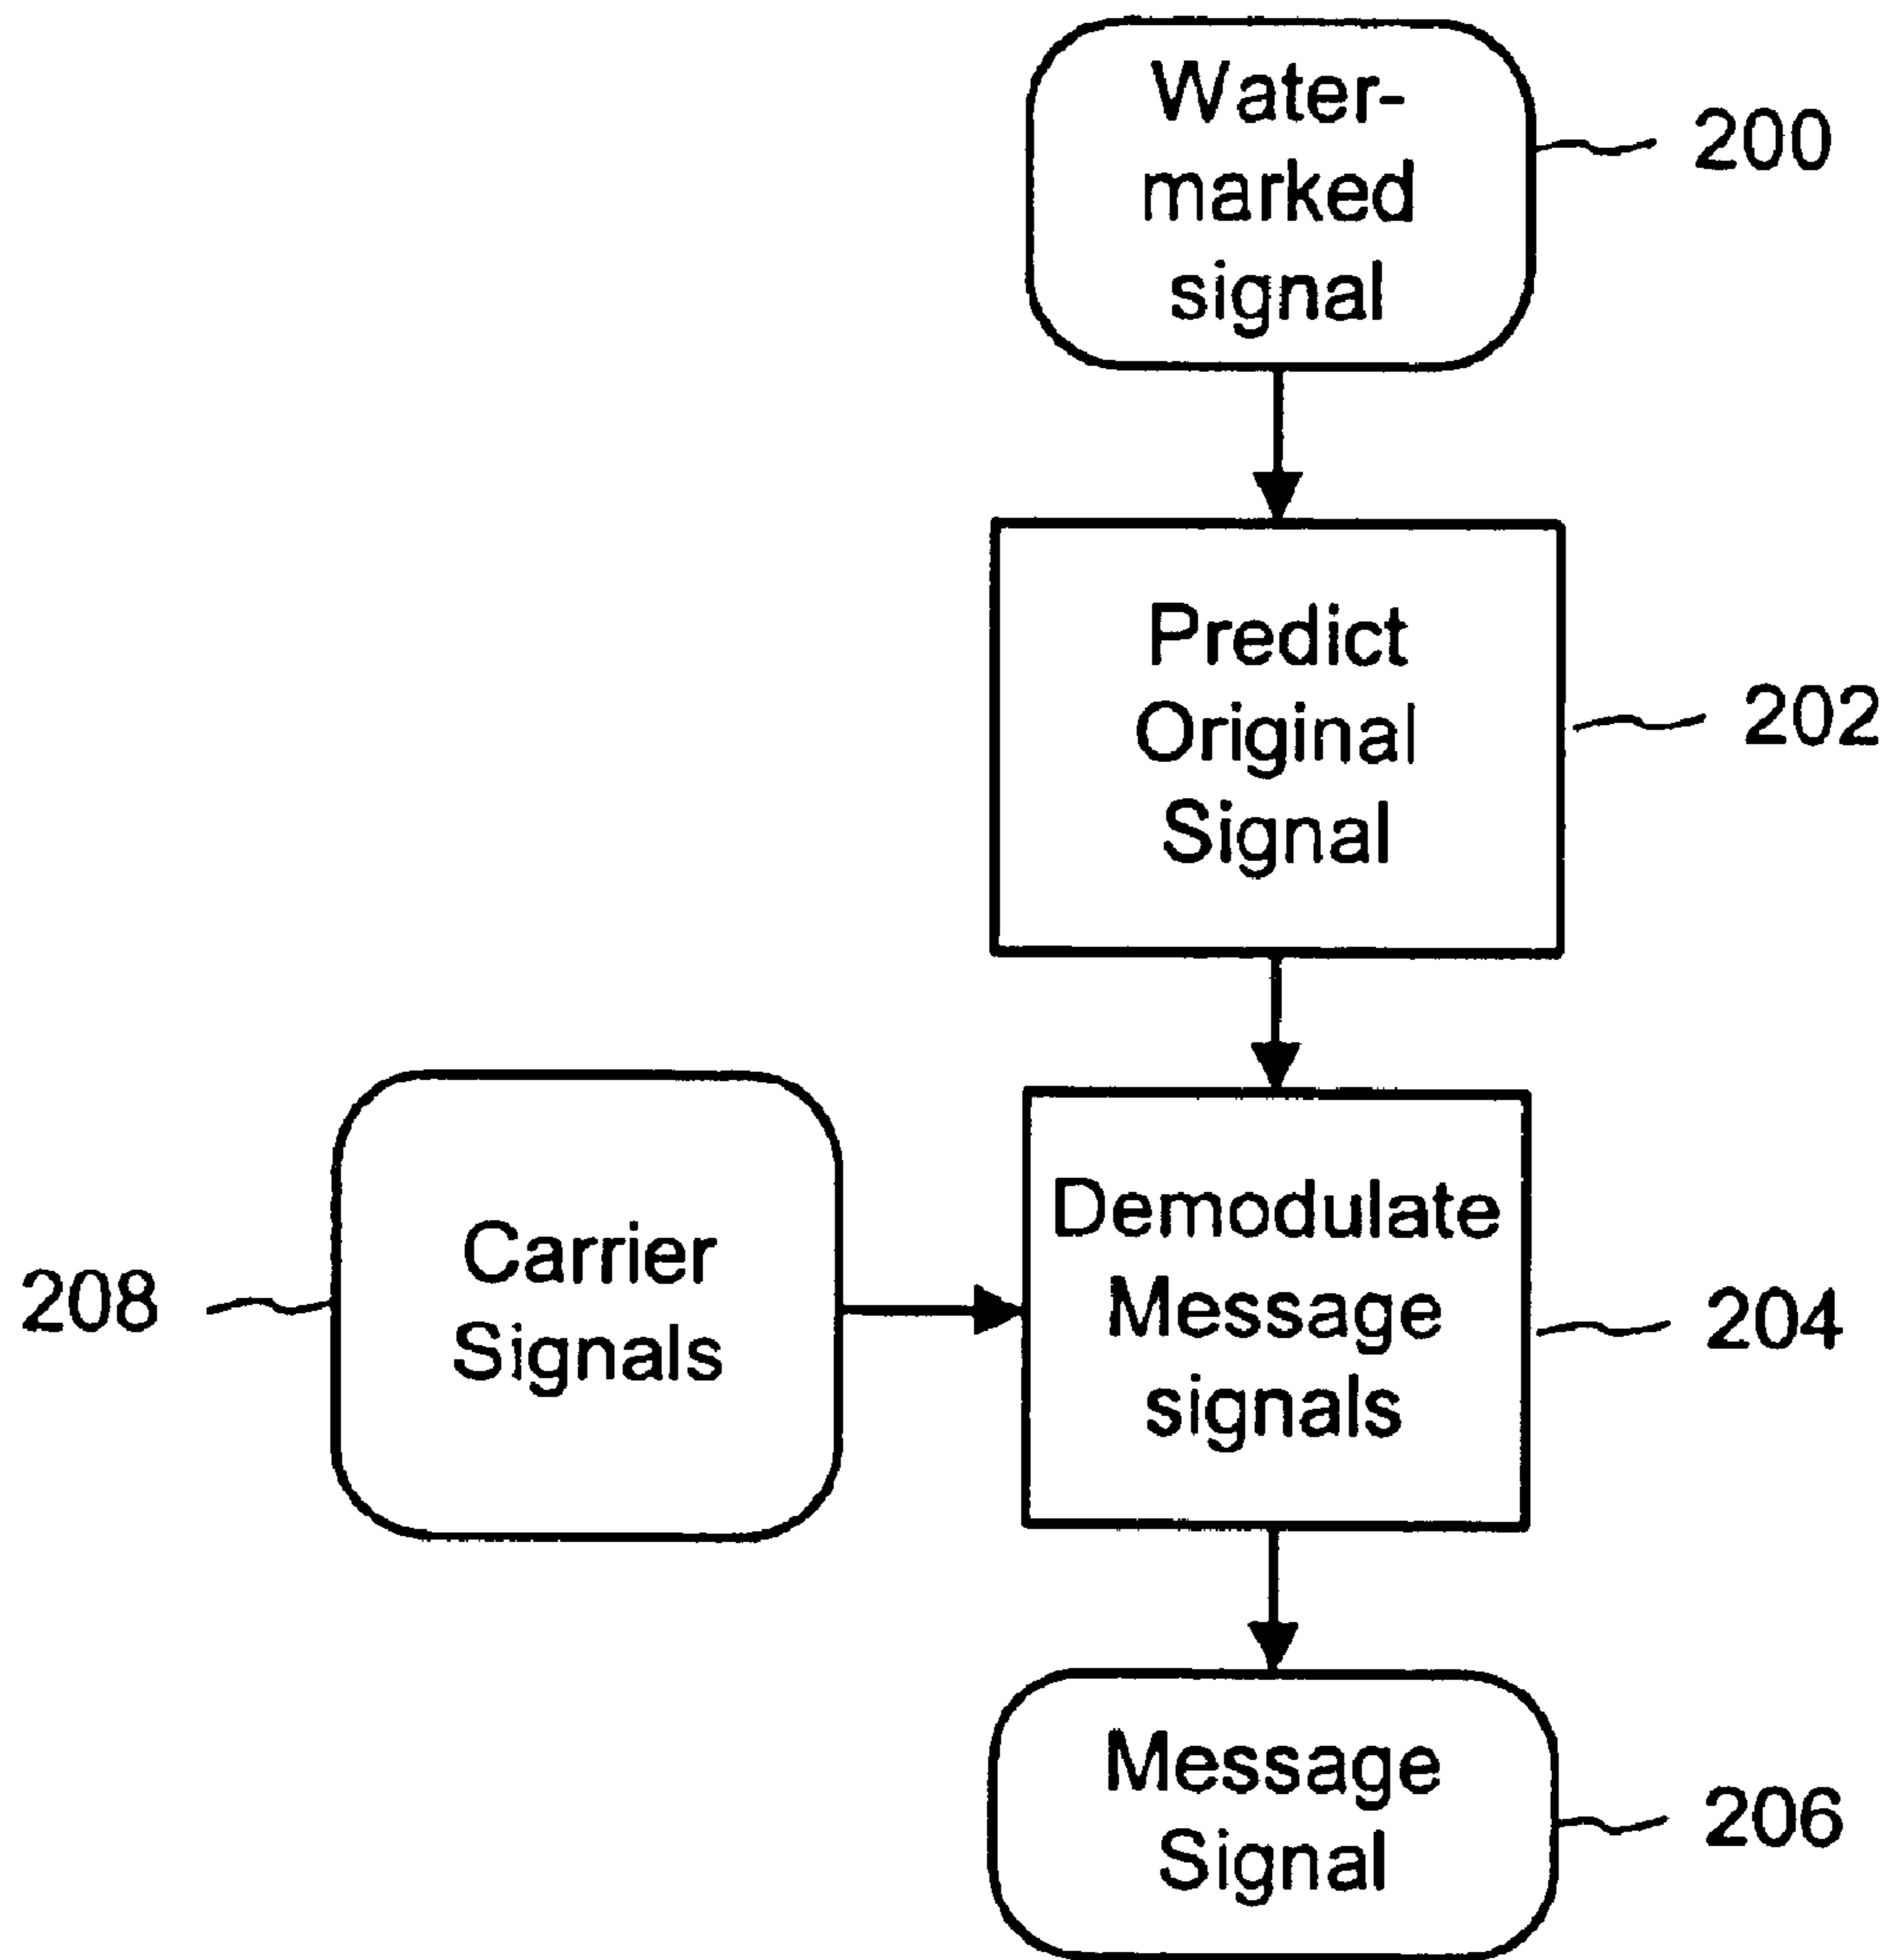 Water-
marked
signal
200
Predict
Original
Signal
202
Carrier
Signals
208
Demodulate
Message
signals
204
Message
Signal
206